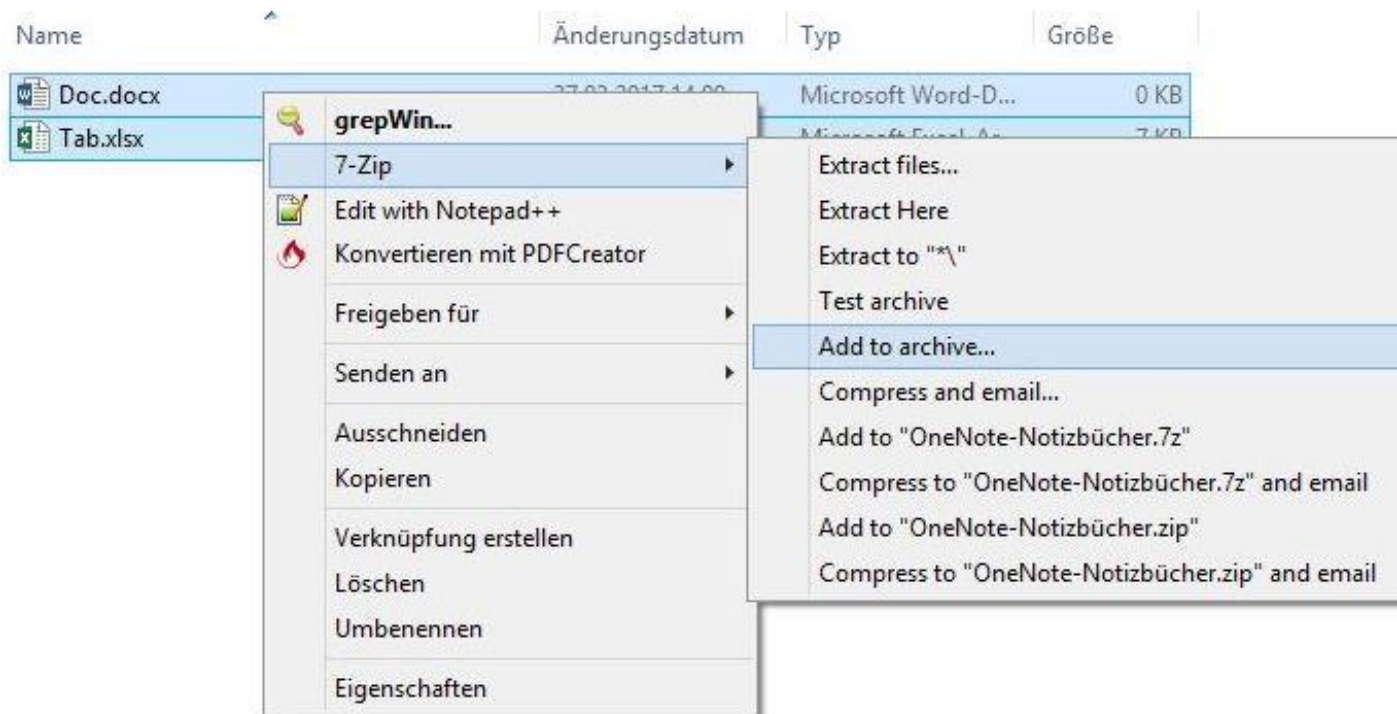 Name Änderungsdatum Typ Größe
Doc.docx Microsoft Word-D... 0 KB
Tab.xlsx
grepWin...
7-Zip
Edit with Notepad++
Konvertieren mit PDFCreator
Freigeben für
Senden an
Ausschneiden
Kopieren
Verknüpfung erstellen
Löschen
Umbenennen
Eigenschaften
Extract files...
Extract Here
Extract to "*\"
Test archive
Add to archive...
Compress and email...
Add to "OneNote-Notizbücher.7z"
Compress to "OneNote-Notizbücher.7z" and email
Add to "OneNote-Notizbücher.zip"
Compress to "OneNote-Notizbücher.zip" and email